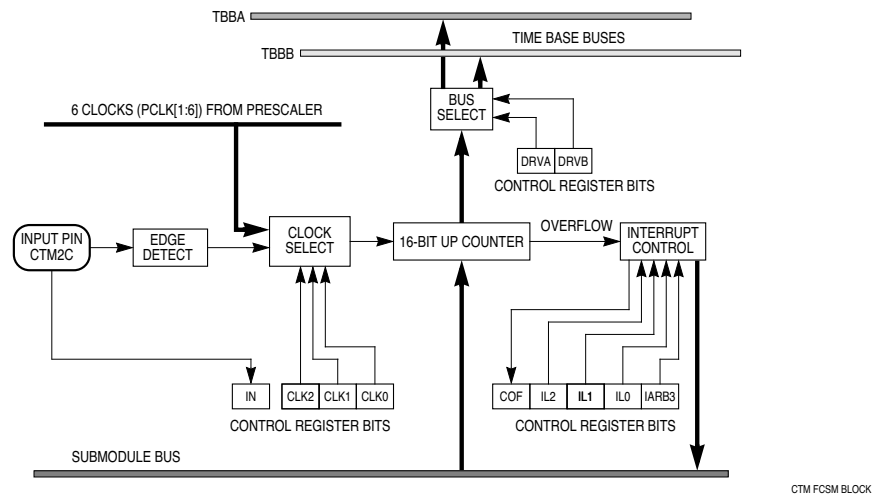 TBBA
TIME BASE BUSES
TBBB
6 CLOCKS (PCLK[1:6]) FROM PRESCALER
BUS
SELECT
DRVA DRVB
CONTROL REGISTER BITS
INPUT PIN
CTM2C
EDGE
DETECT
CLOCK
SELECT
16-BIT UP COUNTER
OVERFLOW
INTERRUPT
CONTROL
IN
CLK2 CLK1 CLK0
CONTROL REGISTER BITS
COF IL2 IL1 IL0 IARB3
CONTROL REGISTER BITS
SUBMODULE BUS
CTM FCSM BLOCK